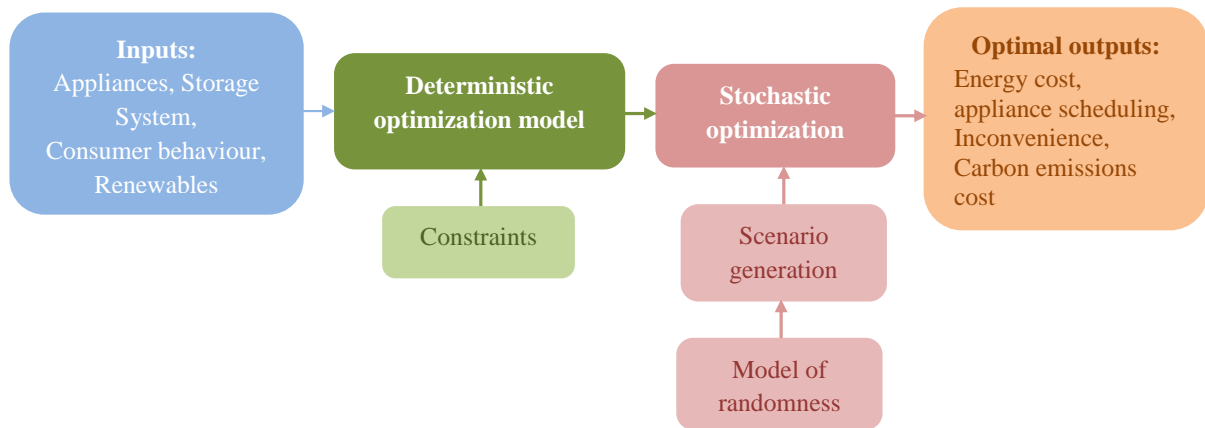 Inputs:
Appliances, Storage
System,
Consumer behaviour,
Renewables
Deterministic
optimization model
Constraints
Stochastic
optimization
Scenario
generation
Model of
randomness
Optimal outputs:
Energy cost,
appliance scheduling,
Inconvenience,
Carbon emissions
cost